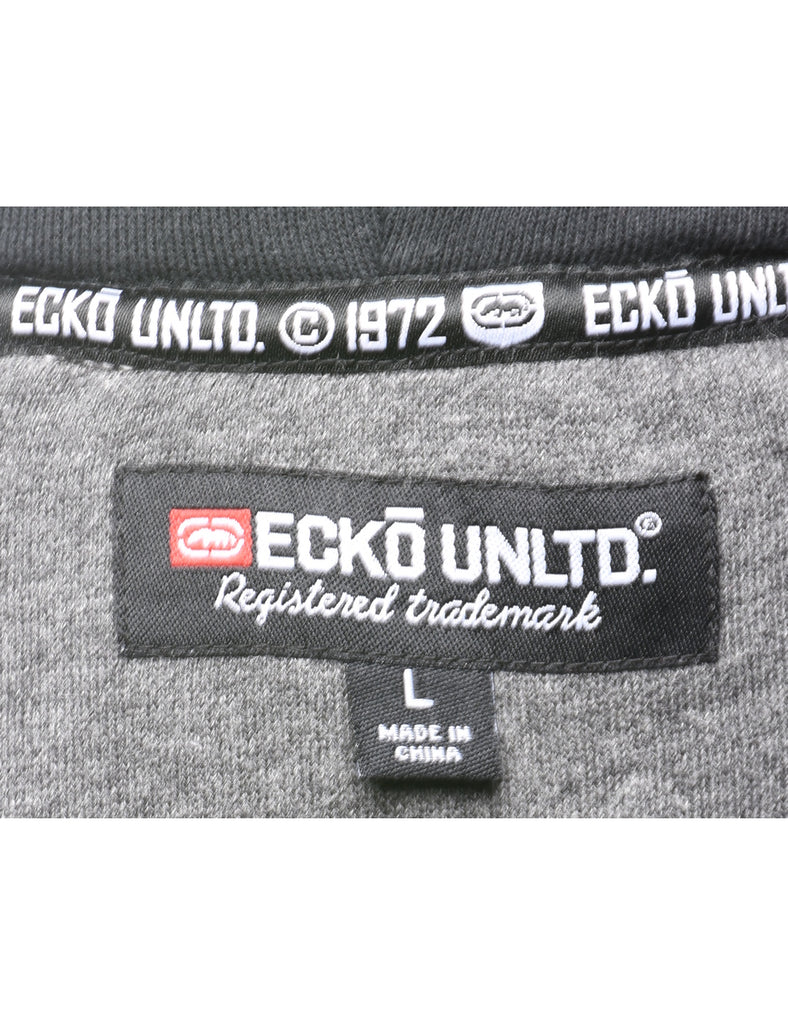 ECKŌ UNLTD. © 1972 ECKŌ UNLT
ECKŌ UNLTD.®
Registered trademark
L
MADE IN
CHINA